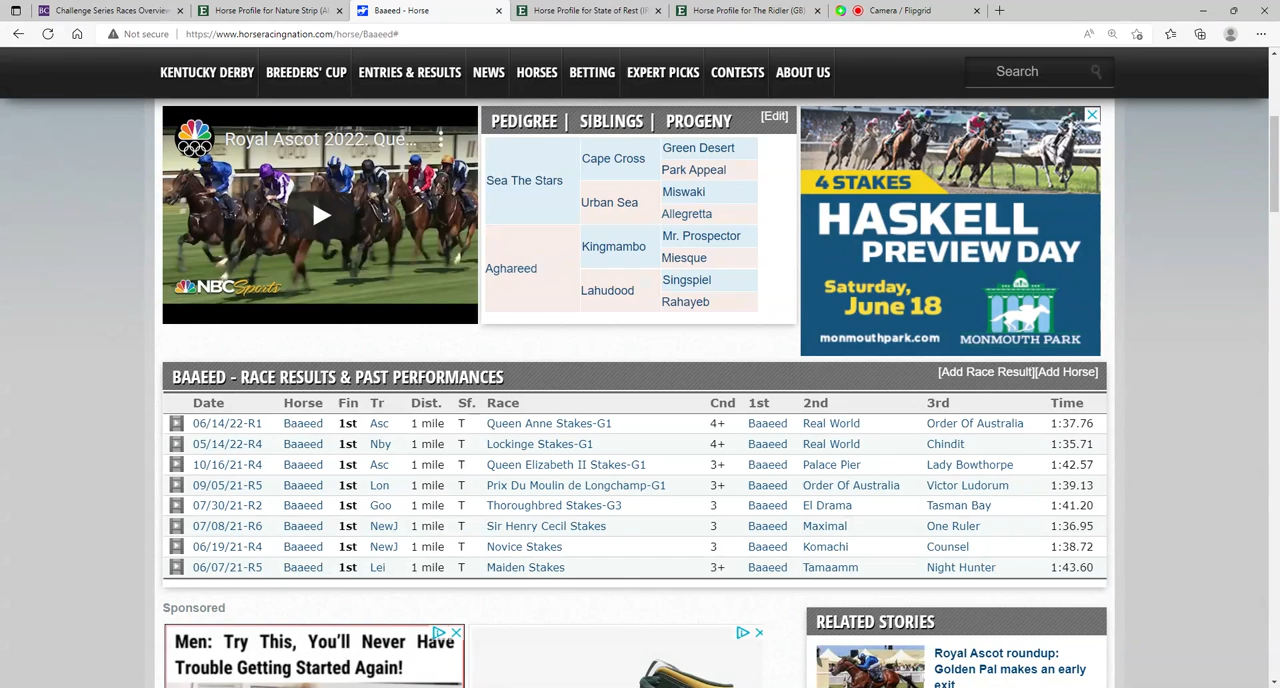 Challenge Series Races Overview
Horse Profile for Nature Strip (A
Baaeed - Horse
Horse Profile for State of Rest (IR
Horse Profile for The Ridler (GB)
Camera / Flipgrid
Not secure
https://www.horseracingnation.com/horse/Baaeed#
KENTUCKY DERBY BREEDERS' CUP ENTRIES & RESULTS NEWS HORSES BETTING EXPERT PICKS CONTESTS ABOUT US
Search
Royal Ascot 2022: Que...
NBC Sports
PEDIGREE | SIBLINGS | PROGENY [Edit]
Sea The Stars
Cape Cross
Green Desert
Park Appeal
Urban Sea
Miswaki
Allegretta
Aghareed
Kingmambo
Mr. Prospector
Miesque
Lahudood
Singspiel
Rahayeb
4 STAKES
HASKELL
PREVIEW DAY
Saturday,
June 18
monmouthpark.com
MONMOUTH PARK
BAAEED - RACE RESULTS & PAST PERFORMANCES [Add Race Result][Add Horse]
Date Horse Fin Tr Dist. Sf. Race Cnd 1st 2nd 3rd Time
06/14/22-R1 Baaeed 1st Asc 1 mile T Queen Anne Stakes-G1 4+ Baaeed Real World Order Of Australia 1:37.76
05/14/22-R4 Baaeed 1st Nby 1 mile T Lockinge Stakes-G1 4+ Baaeed Real World Chindit 1:35.71
10/16/21-R4 Baaeed 1st Asc 1 mile T Queen Elizabeth II Stakes-G1 3+ Baaeed Palace Pier Lady Bowthorpe 1:42.57
09/05/21-R5 Baaeed 1st Lon 1 mile T Prix Du Moulin de Longchamp-G1 3+ Baaeed Order Of Australia Victor Ludorum 1:39.13
07/30/21-R2 Baaeed 1st Goo 1 mile T Thoroughbred Stakes-G3 3 Baaeed El Drama Tasman Bay 1:41.20
07/08/21-R6 Baaeed 1st NewJ 1 mile T Sir Henry Cecil Stakes 3 Baaeed Maximal One Ruler 1:36.95
06/19/21-R4 Baaeed 1st NewJ 1 mile T Novice Stakes 3 Baaeed Komachi Counsel 1:38.72
06/07/21-R5 Baaeed 1st Lei 1 mile T Maiden Stakes 3+ Baaeed Tamaamm Night Hunter 1:43.60
Sponsored
Men: Try This, You'll Never Have
Trouble Getting Started Again!
RELATED STORIES
Royal Ascot roundup:
Golden Pal makes an early
exit